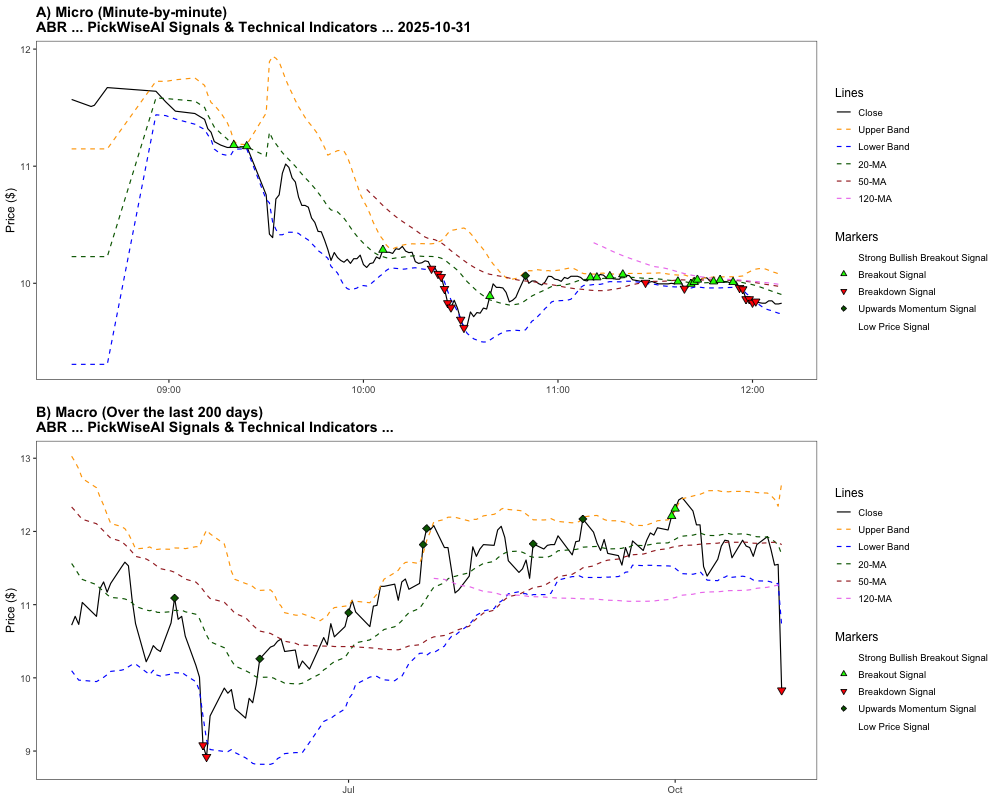 A) Micro (Minute-by-minute)
ABR ... PickWiseAI Signals & Technical Indicators ... 2025-10-31
Price ($)
12
11
10
09:00
10:00
11:00
12:00
Lines
Close
Upper Band
Lower Band
20-MA
50-MA
120-MA
Markers
Strong Bullish Breakout Signal
Breakout Signal
Breakdown Signal
Upwards Momentum Signal
Low Price Signal
B) Macro (Over the last 200 days)
ABR ... PickWiseAI Signals & Technical Indicators ...
Price ($)
13
12
11
10
9
Jul
Oct
Lines
Close
Upper Band
Lower Band
20-MA
50-MA
120-MA
Markers
Strong Bullish Breakout Signal
Breakout Signal
Breakdown Signal
Upwards Momentum Signal
Low Price Signal